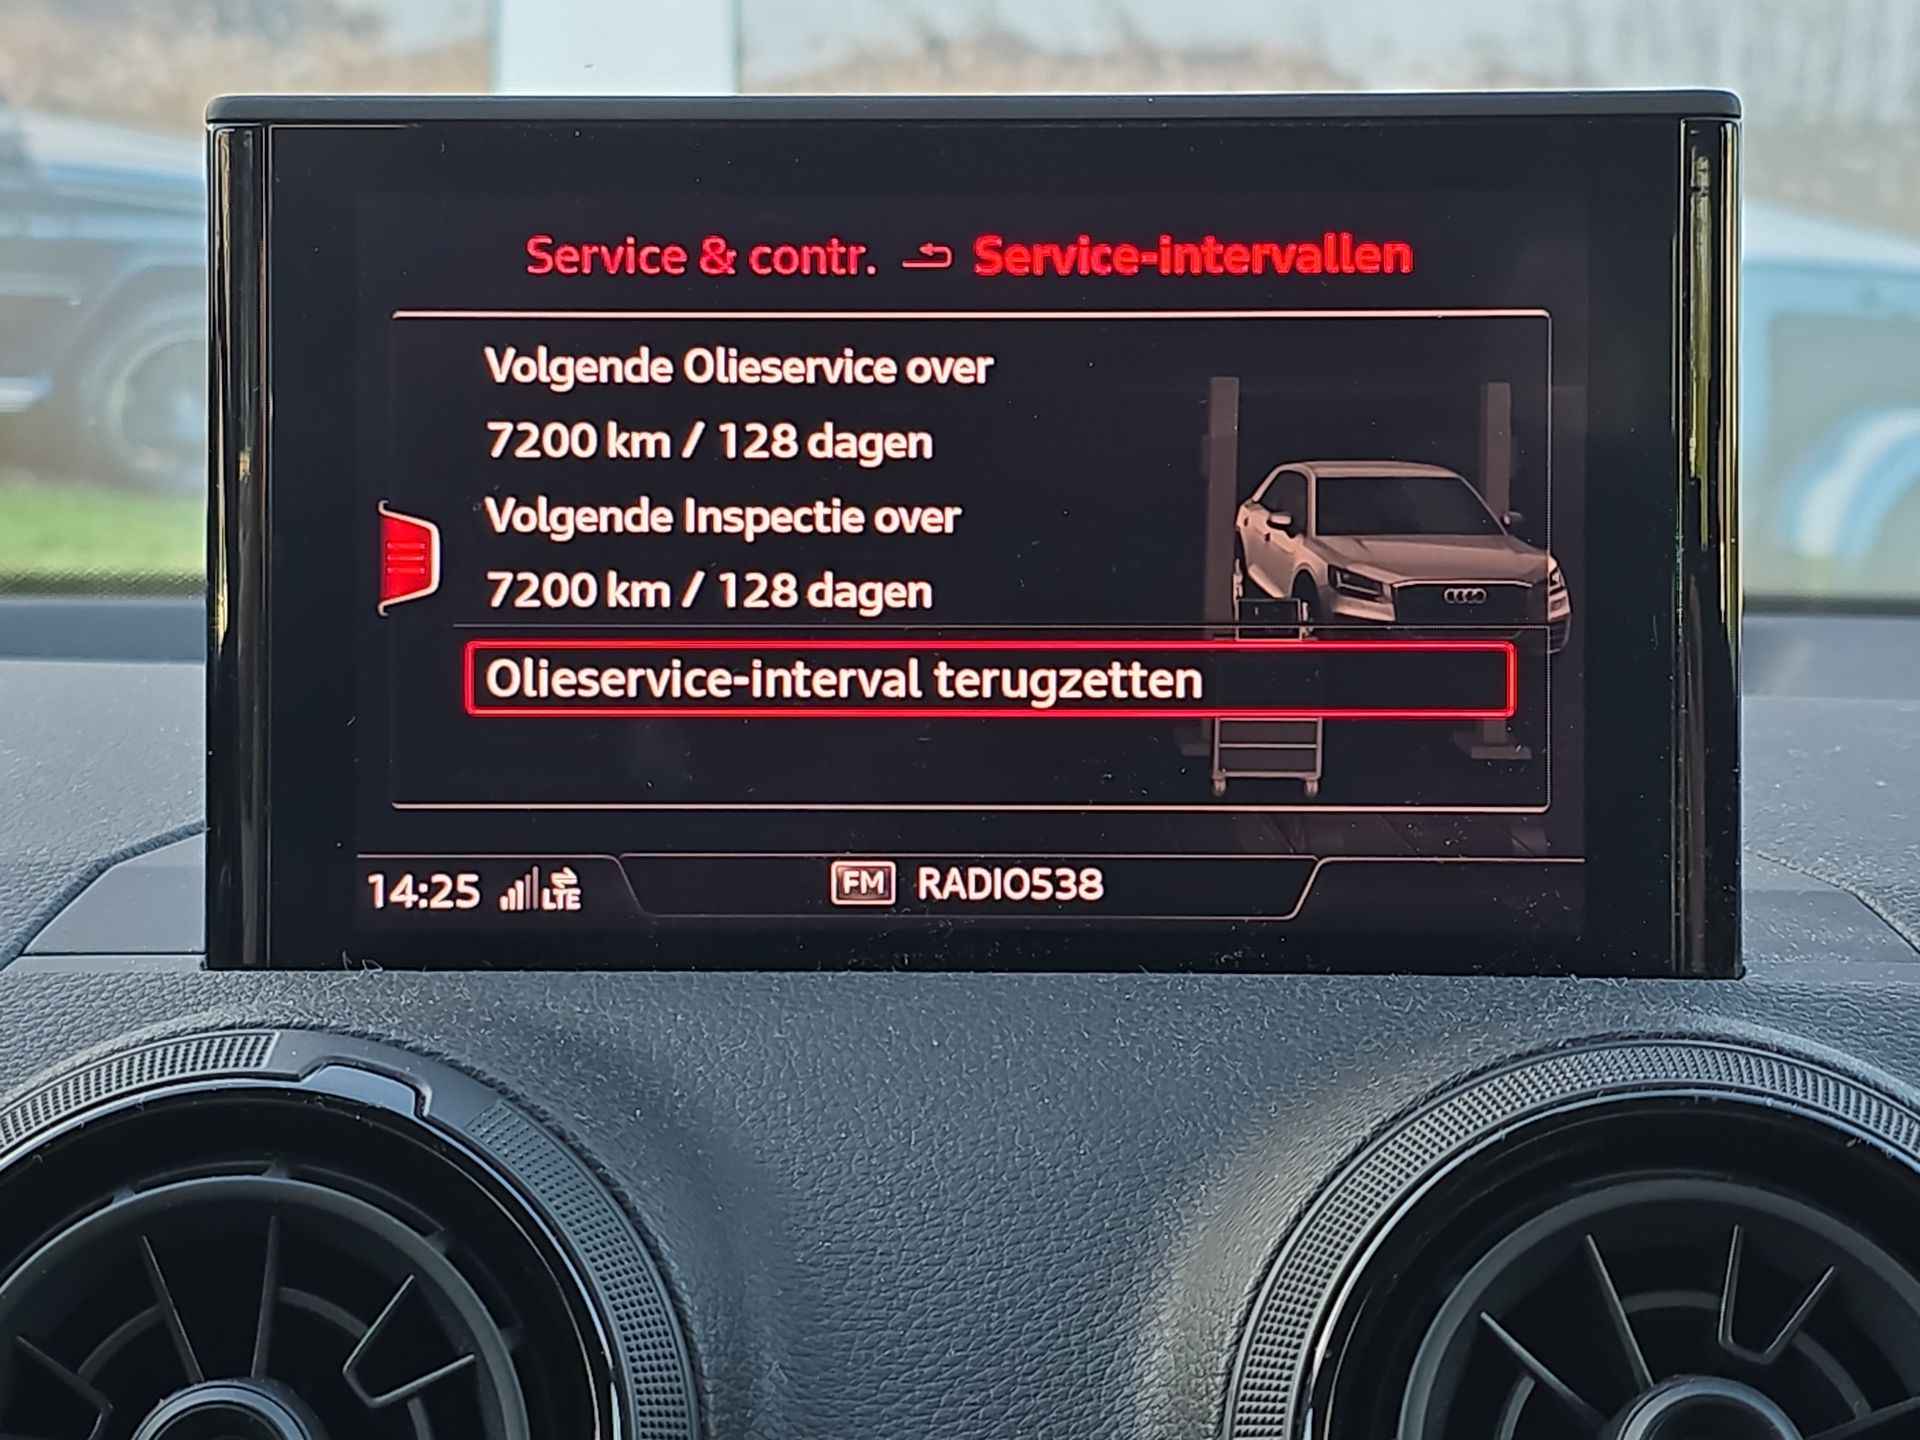 Service & contr. Service-intervallen
Volgende Olieservice over
7200 km / 128 dagen
Volgende Inspectie over
7200 km / 128 dagen
Olieservice-interval terugzetten
14:25 LTE FM RADIO538